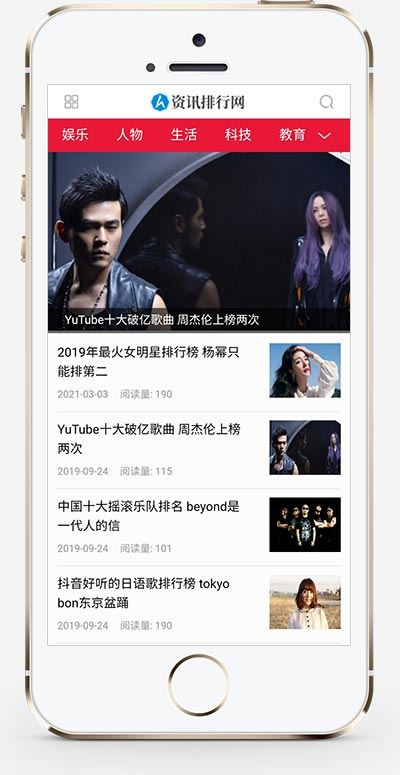 资讯排行网
娱乐 人物 生活 科技 教育
YuTube十大破亿歌曲 周杰伦上榜两次
2019年最火女明星排行榜 杨幂只
能排第二
2021-03-03 阅读量: 190
YuTube十大破亿歌曲 周杰伦上榜
两次
2019-09-24 阅读量: 115
中国十大摇滚乐队排名 beyond是
一代人的信
2019-09-24 阅读量: 101
抖音好听的日语歌排行榜 tokyo
bon东京盆踊
2019-09-24 阅读量: 190